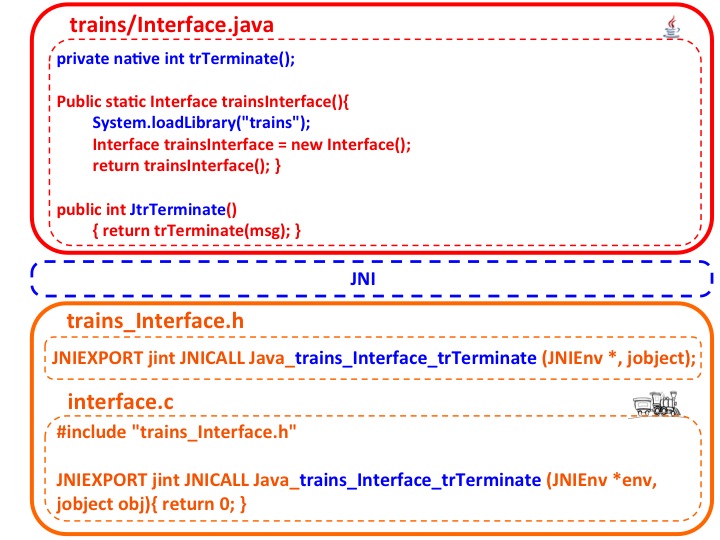 trains/Interface.java
private native int trTerminate();
Public static Interface trainsInterface(){
System.loadLibrary("trains");
Interface trainsInterface = new Interface();
return trainsInterface(); }
public int JtrTerminate()
{ return trTerminate(msg); }
JNI
trains_Interface.h
JNIEXPORT jint JNICALL Java_trains_Interface_trTerminate (JNIEnv *, jobject);
interface.c
#include "trains_Interface.h"
JNIEXPORT jint JNICALL Java_trains_Interface_trTerminate (JNIEnv *env,
jobject obj){ return 0; }